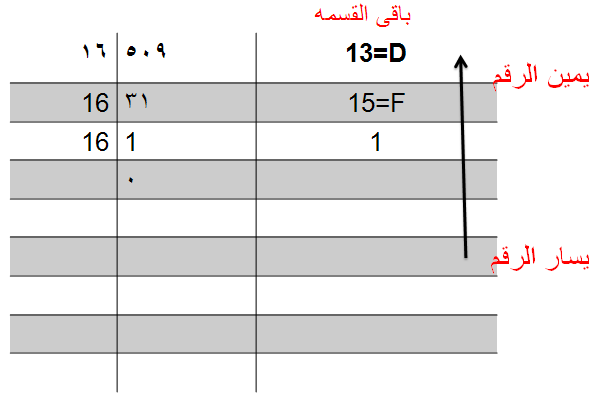 باقى القسمه
١٦ ٥٠٩ 13=D
يمين الرقم
16 ٣١ 15=F
16 1 1
٠
يسار الرقم